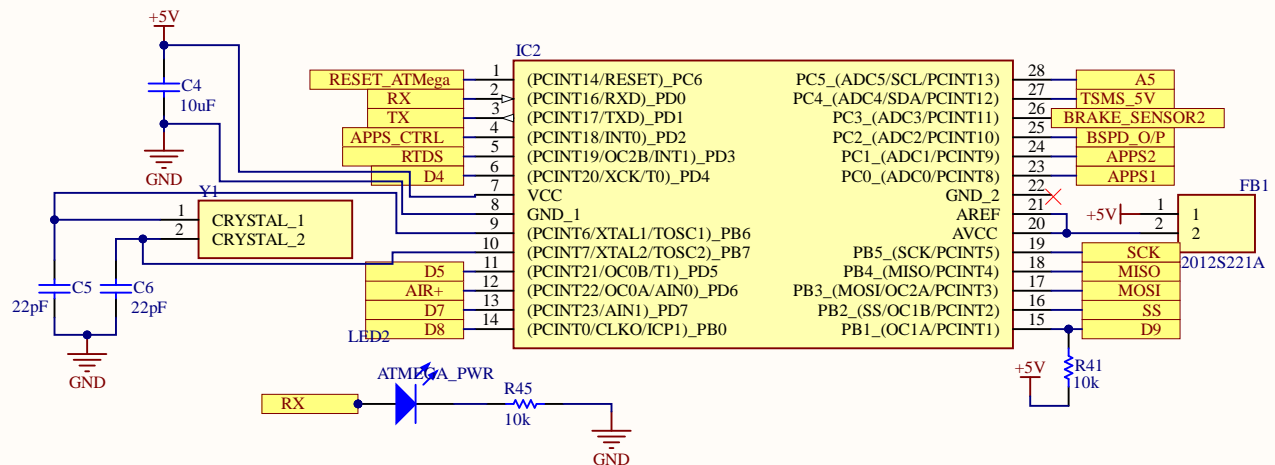 +5V
C4
10uF
GND
IC2
RESET_ATMega
RX
TX
APPS_CTRL
RTDS
D4
1
2
3
4
5
6
7
8
9
10
11
12
13
14
(PCINT14/RESET)_PC6
(PCINT16/RXD)_PD0
(PCINT17/TXD)_PD1
(PCINT18/INT0)_PD2
(PCINT19/OC2B/INT1)_PD3
(PCINT20/XCK/T0)_PD4
VCC
GND_1
(PCINT6/XTAL1/TOSC1)_PB6
(PCINT7/XTAL2/TOSC2)_PB7
(PCINT21/OC0B/T1)_PD5
(PCINT22/OC0A/AIN0)_PD6
(PCINT23/AIN1)_PD7
(PCINT0/CLKO/ICP1)_PB0
PC5_(ADC5/SCL/PCINT13)
PC4_(ADC4/SDA/PCINT12)
PC3_(ADC3/PCINT11)
PC2_(ADC2/PCINT10)
PC1_(ADC1/PCINT9)
PC0_(ADC0/PCINT8)
GND_2
AREF
AVCC
PB5_(SCK/PCINT5)
PB4_(MISO/PCINT4)
PB3_(MOSI/OC2A/PCINT3)
PB2_(SS/OC1B/PCINT2)
PB1_(OC1A/PCINT1)
28
27
26
25
24
23
22
21
20
19
18
17
16
15
A5
TSMS_5V
BRAKE_SENSOR2
BSPD_O/P
APPS2
APPS1
FB1
+5V
1
2
1
2
2012S221A
SCK
MISO
MOSI
SS
D9
+5V
R41
10k
Y1
1
2
CRYSTAL_1
CRYSTAL_2
C5
22pF
C6
22pF
GND
D5
AIR+
D7
D8
LED2
ATMEGA_PWR
RX
R45
10k
GND